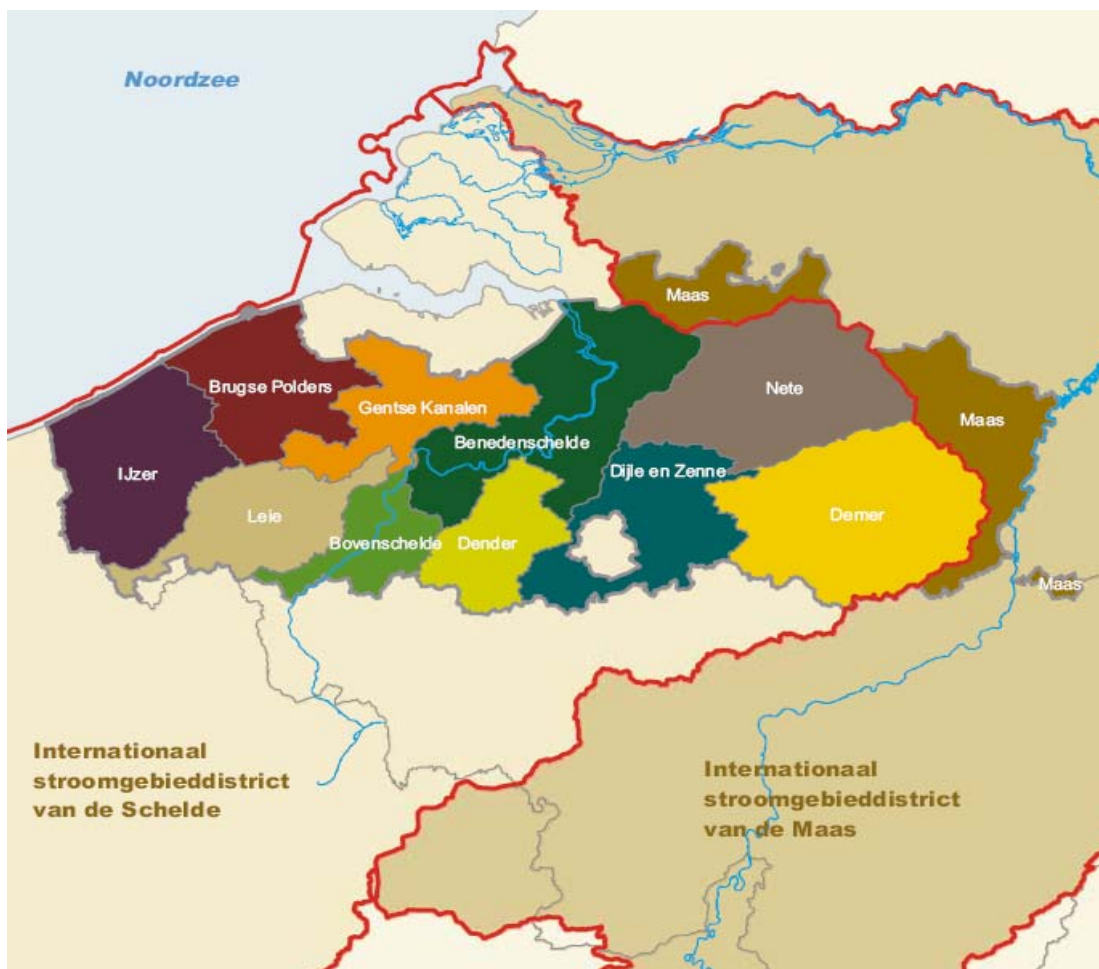 Noordzee
Maas
Brugse Polders
Gentse Kanalen
Nete
Maas
Benedenschelde
IJzer
Dijle en Zenne
Leie
Demer
Bovenschelde
Dender
Maas
Internationaal
stroomgebieddistrict
van de Schelde
Internationaal
stroomgebieddistrict
van de Maas